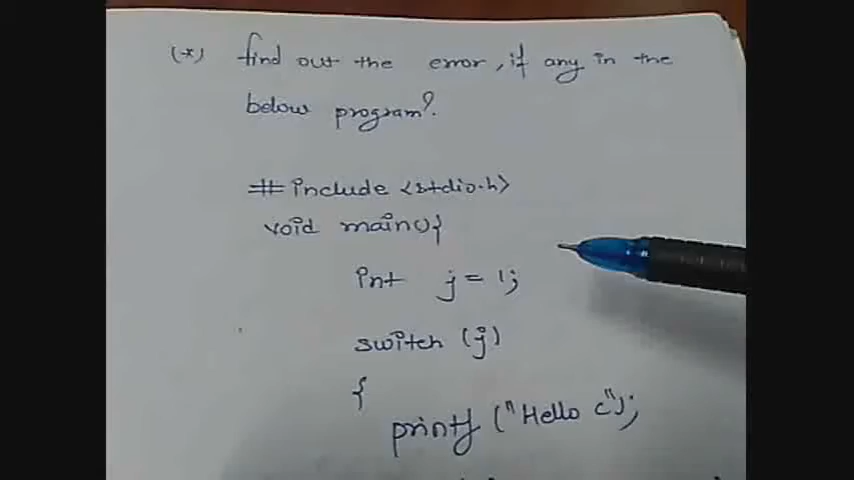 (*) find out the error, if any in the
below program?
#include <stdio.h>
void main(){
int j = 1;
switch (j)
{
printf ("Hello c");